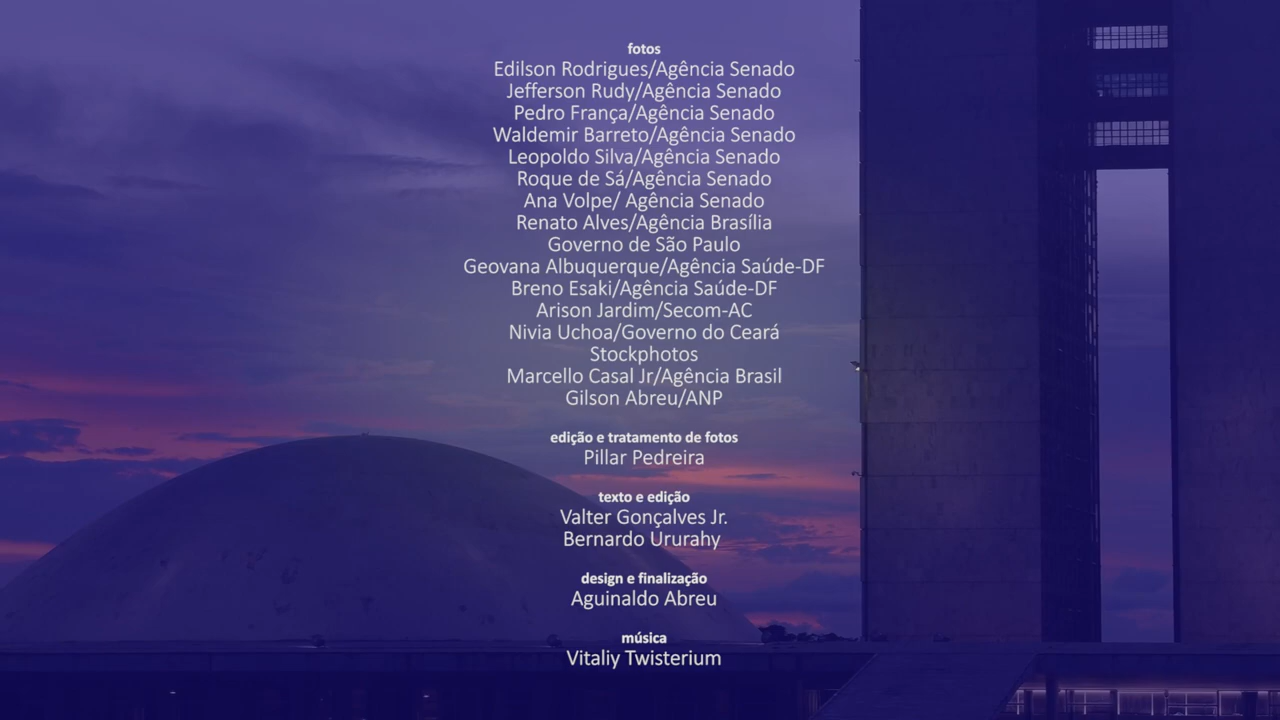 fotos
Edilson Rodrigues/Agência Senado
Jefferson Rudy/Agência Senado
Pedro França/Agência Senado
Waldemir Barreto/Agência Senado
Leopoldo Silva/Agência Senado
Roque de Sá/Agência Senado
Ana Volpe/ Agência Senado
Renato Alves/Agência Brasília
Governo de São Paulo
Geovana Albuquerque/Agência Saúde-DF
Breno Esaki/Agência Saúde-DF
Arison Jardim/Secom-AC
Nivia Uchoa/Governo do Ceará
Stockphotos
Marcello Casal Jr/Agência Brasil
Gilson Abreu/ANP
edição e tratamento de fotos
Pillar Pedreira
texto e edição
Valter Gonçalves Jr.
Bernardo Ururahy
design e finalização
Aguinaldo Abreu
música
Vitaliy Twisterium